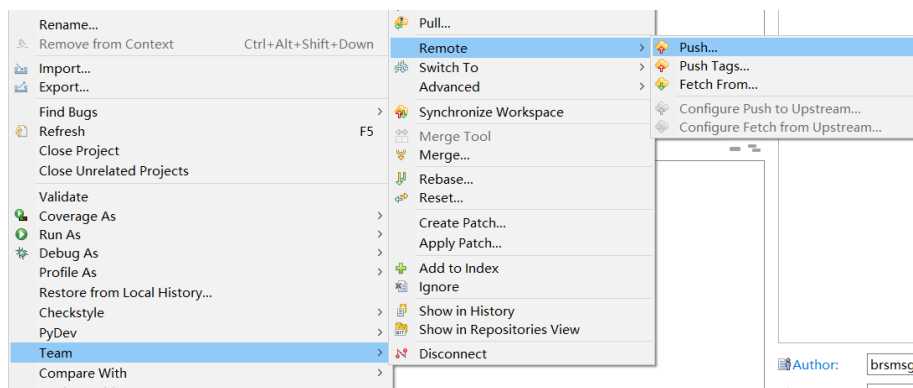 Rename...
Remove from Context Ctrl+Alt+Shift+Down
Import...
Export...
Find Bugs
Refresh F5
Close Project
Close Unrelated Projects
Validate
Coverage As
Run As
Debug As
Profile As
Restore from Local History...
Checkstyle
PyDev
Team
Compare With
Pull...
Remote
Switch To
Advanced
Synchronize Workspace
Merge Tool
Merge...
Rebase...
Reset...
Create Patch...
Apply Patch...
Add to Index
Ignore
Show in History
Show in Repositories View
Disconnect
Push...
Push Tags...
Fetch From...
Configure Push to Upstream...
Configure Fetch from Upstream...
Author: brsmsg